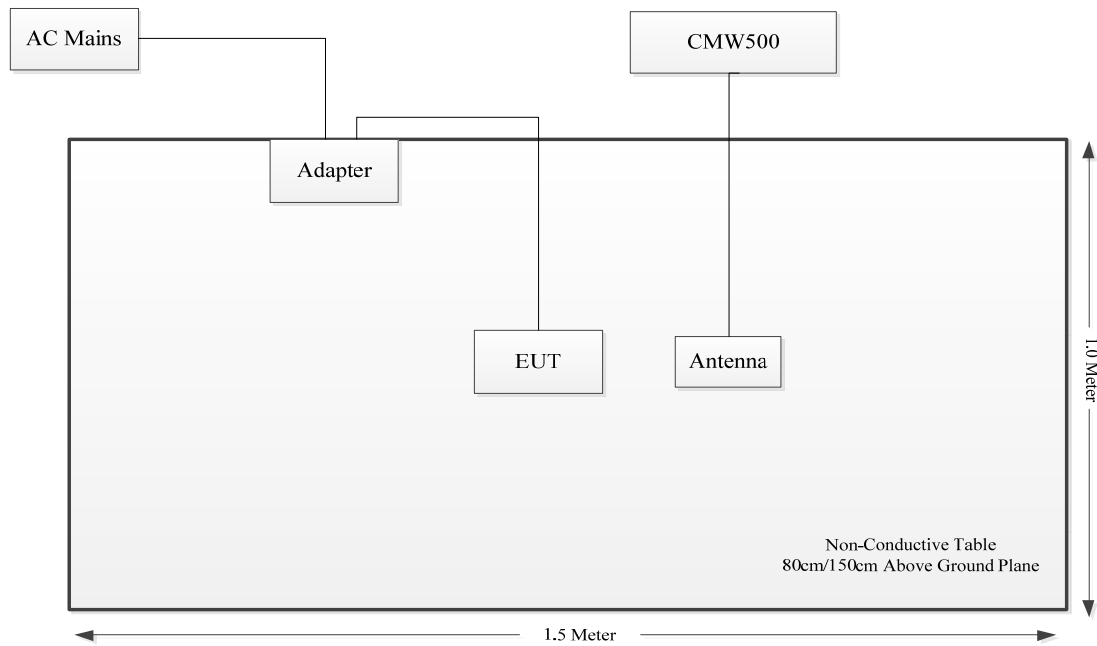 AC Mains
CMW500
Adapter
EUT
Antenna
1.0 Meter
Non-Conductive Table
80cm/150cm Above Ground Plane
1.5 Meter